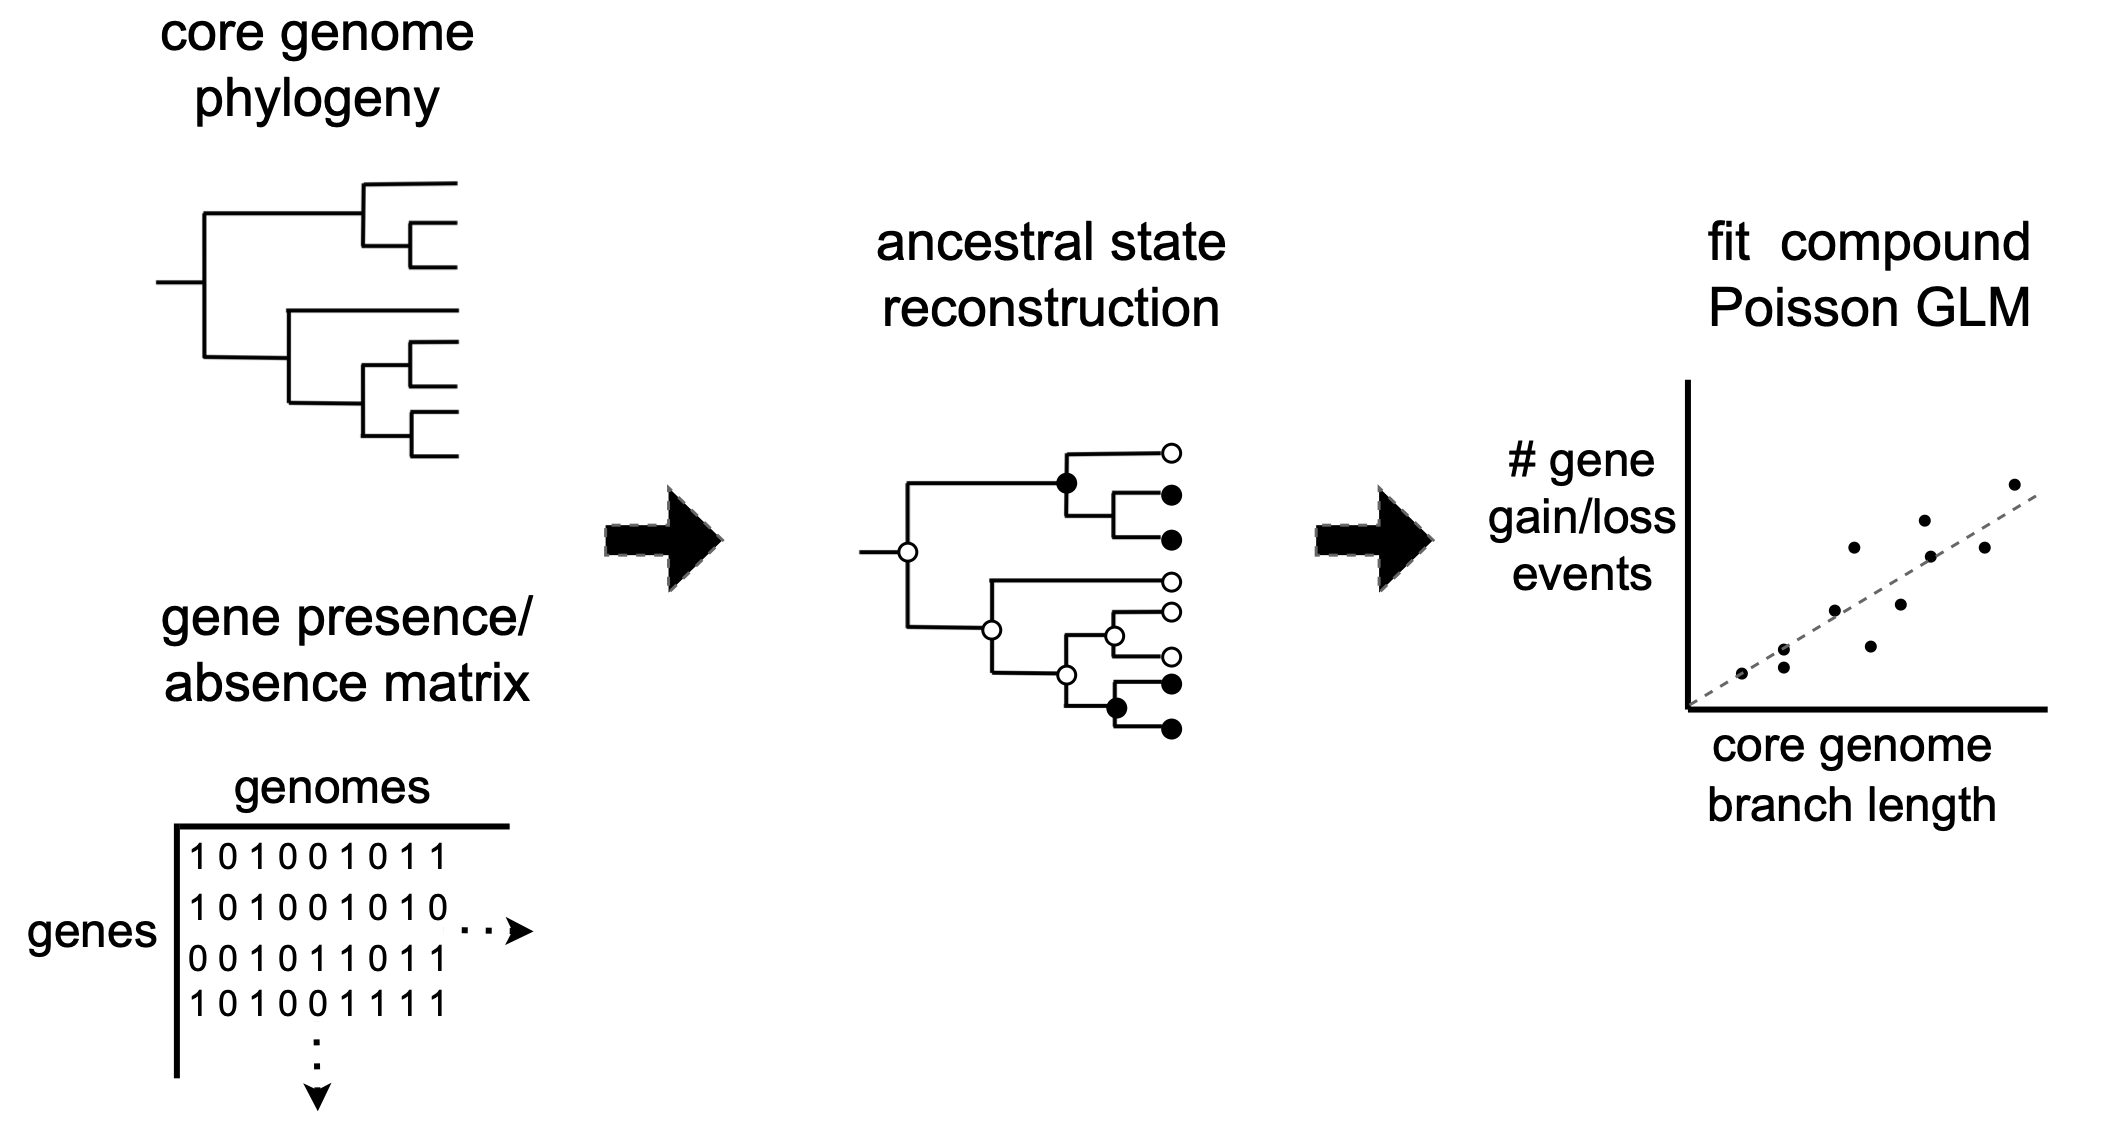 core genome
phylogeny
gene presence/
absence matrix
genomes
genes
1 0 1 0 0 1 0 1 1
1 0 1 0 0 1 0 1 0
0 0 1 0 1 1 0 1 1
1 0 1 0 0 1 1 1 1
ancestral state
reconstruction
fit compound
Poisson GLM
# gene
gain/loss
events
core genome
branch length